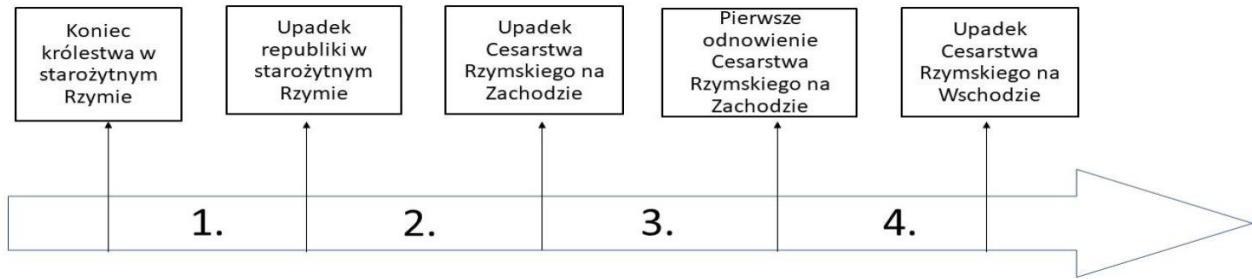 Koniec
królestwa w
starożytnym
Rzymie
Upadek
republiki w
starożytnym
Rzymie
Upadek
Cesarstwa
Rzymskiego na
Zachodzie
Pierwsze
odnowienie
Cesarstwa
Rzymskiego na
Zachodzie
Upadek
Cesarstwa
Rzymskiego na
Wschodzie
1.
2.
3.
4.